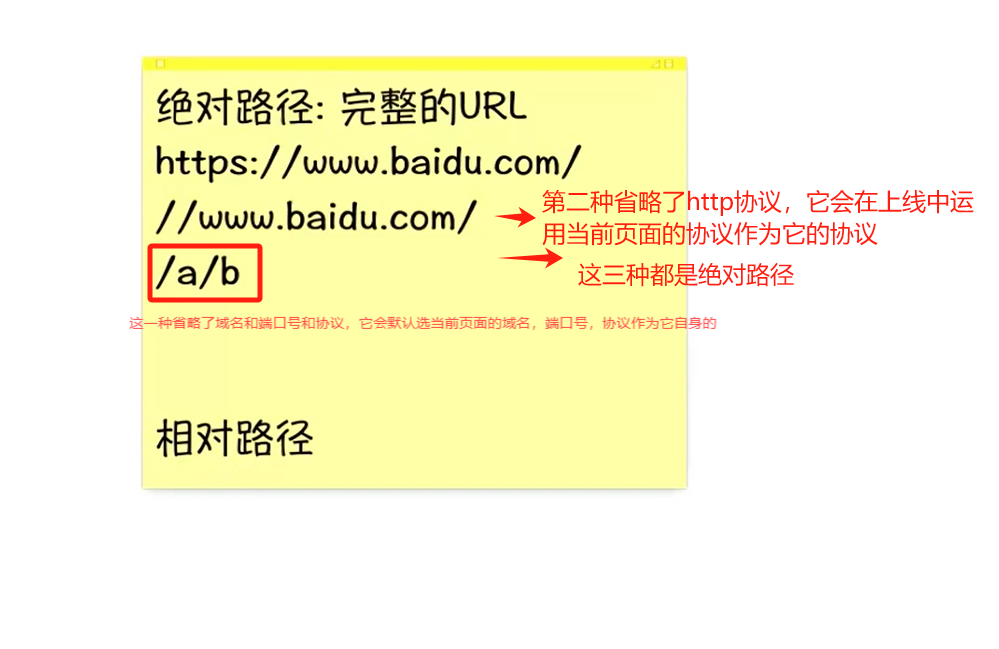 绝对路径: 完整的URL
https://www.baidu.com/
//www.baidu.com/
第二种省略了http协议，它会在上线中运
用当前页面的协议作为它的协议
/a/b
这三种都是绝对路径
这一种省略了域名和端口号和协议，它会默认选当前页面的域名，端口号，协议作为它自身的
相对路径